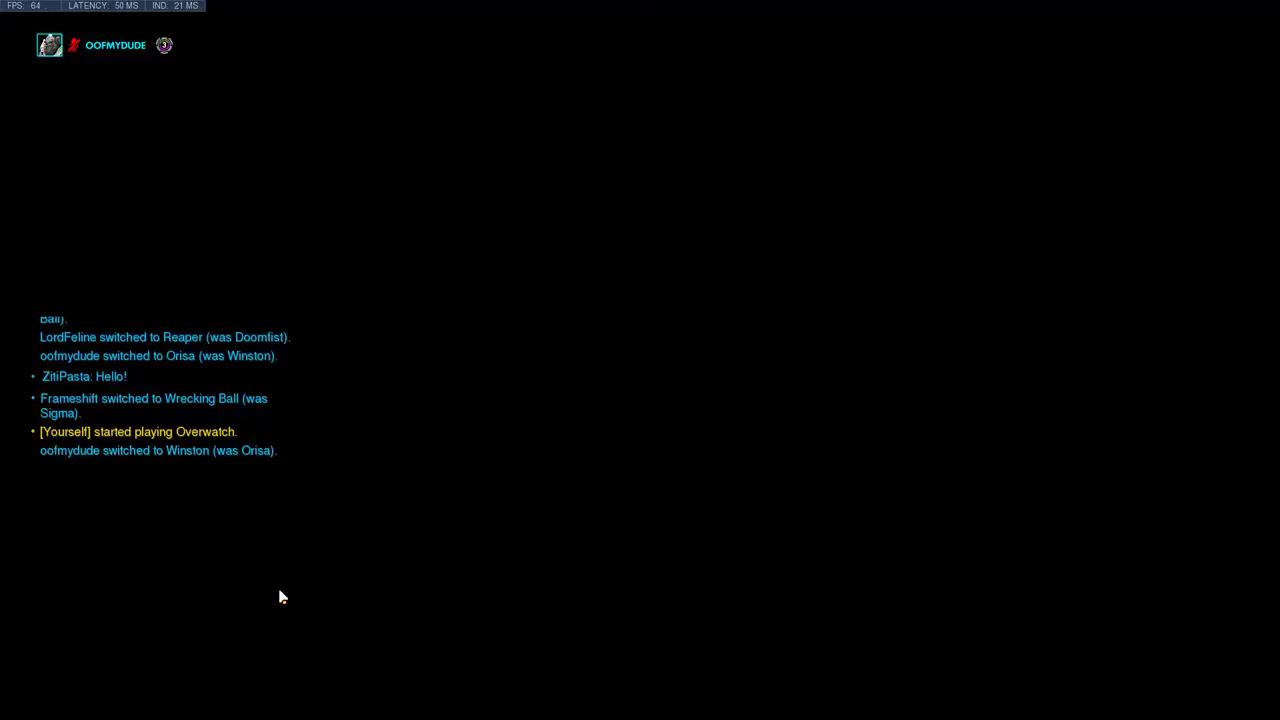 FPS: 64 . LATENCY: 50 MS IND: 21 MS
OOFMYDUDE 3
Ball).
LordFeline switched to Reaper (was Doomfist).
oofmydude switched to Orisa (was Winston).
• ZitiPasta: Hello!
• Frameshift switched to Wrecking Ball (was
Sigma).
• [Yourself] started playing Overwatch.
oofmydude switched to Winston (was Orisa).